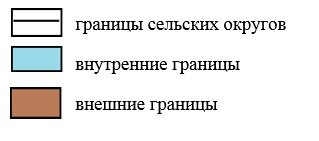 границы сельских округов
внутренние границы
внешние границы